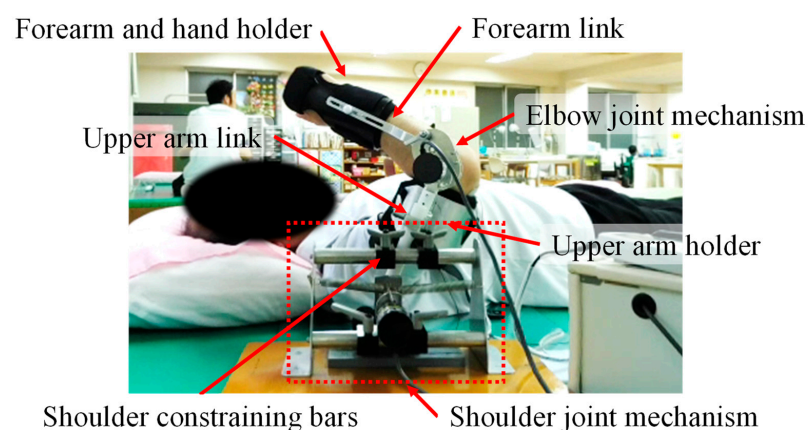 Forearm and hand holder
Forearm link
Elbow joint mechanism
Upper arm link
Upper arm holder
Shoulder constraining bars
Shoulder joint mechanism